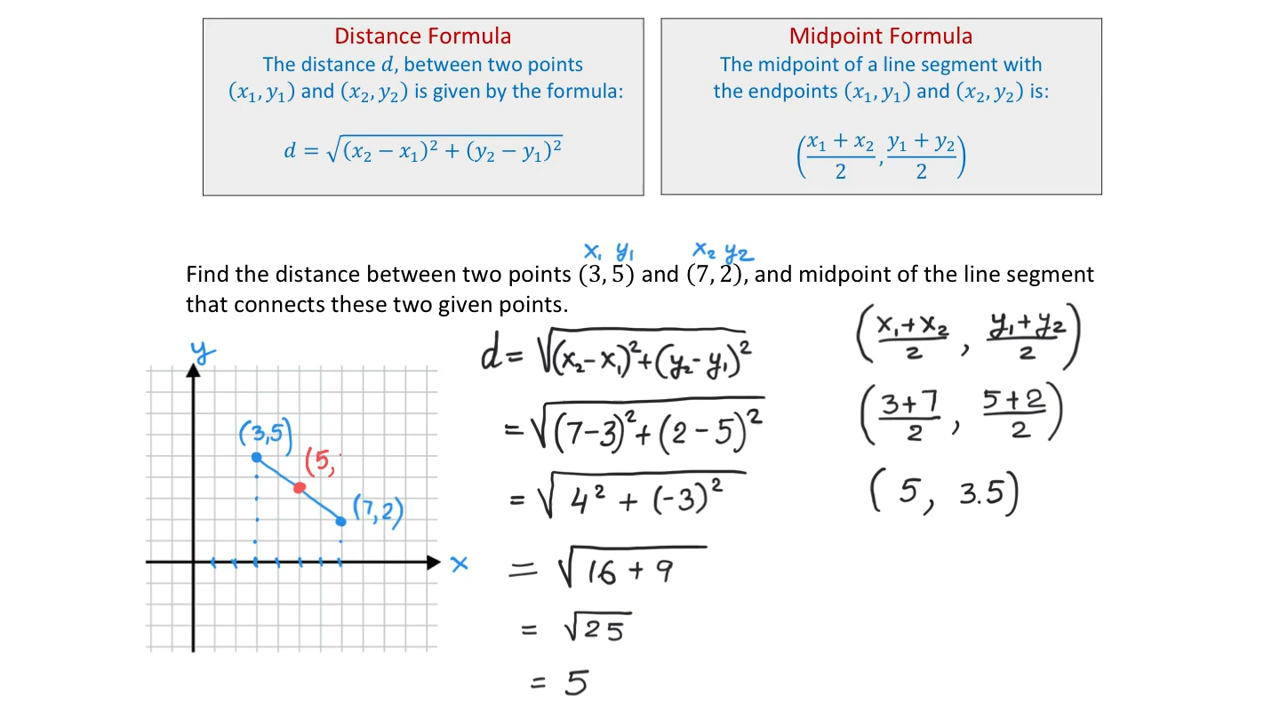 Distance Formula
The distance d, between two points
(x₁, y₁) and (x₂, y₂) is given by the formula:
d = √(x₂ − x₁)² + (y₂ − y₁)²
Midpoint Formula
The midpoint of a line segment with
the endpoints (x₁, y₁) and (x₂, y₂) is:
(x₁ + x₂/2, y₁ + y₂/2)
x₁ y₁ x₂ y₂
Find the distance between two points (3, 5) and (7, 2), and midpoint of the line segment
that connects these two given points.
y
(3,5)
(5,
(7,2)
x
d = √(x₂ − x₁)² + (y₂ − y₁)²
= √(7 − 3)² + (2 − 5)²
= √4² + (-3)²
= √16 + 9
= √25
= 5
(x₁ + x₂/2, y₁ + y₂/2)
(3 + 7/2, 5 + 2/2)
(5, 3.5)